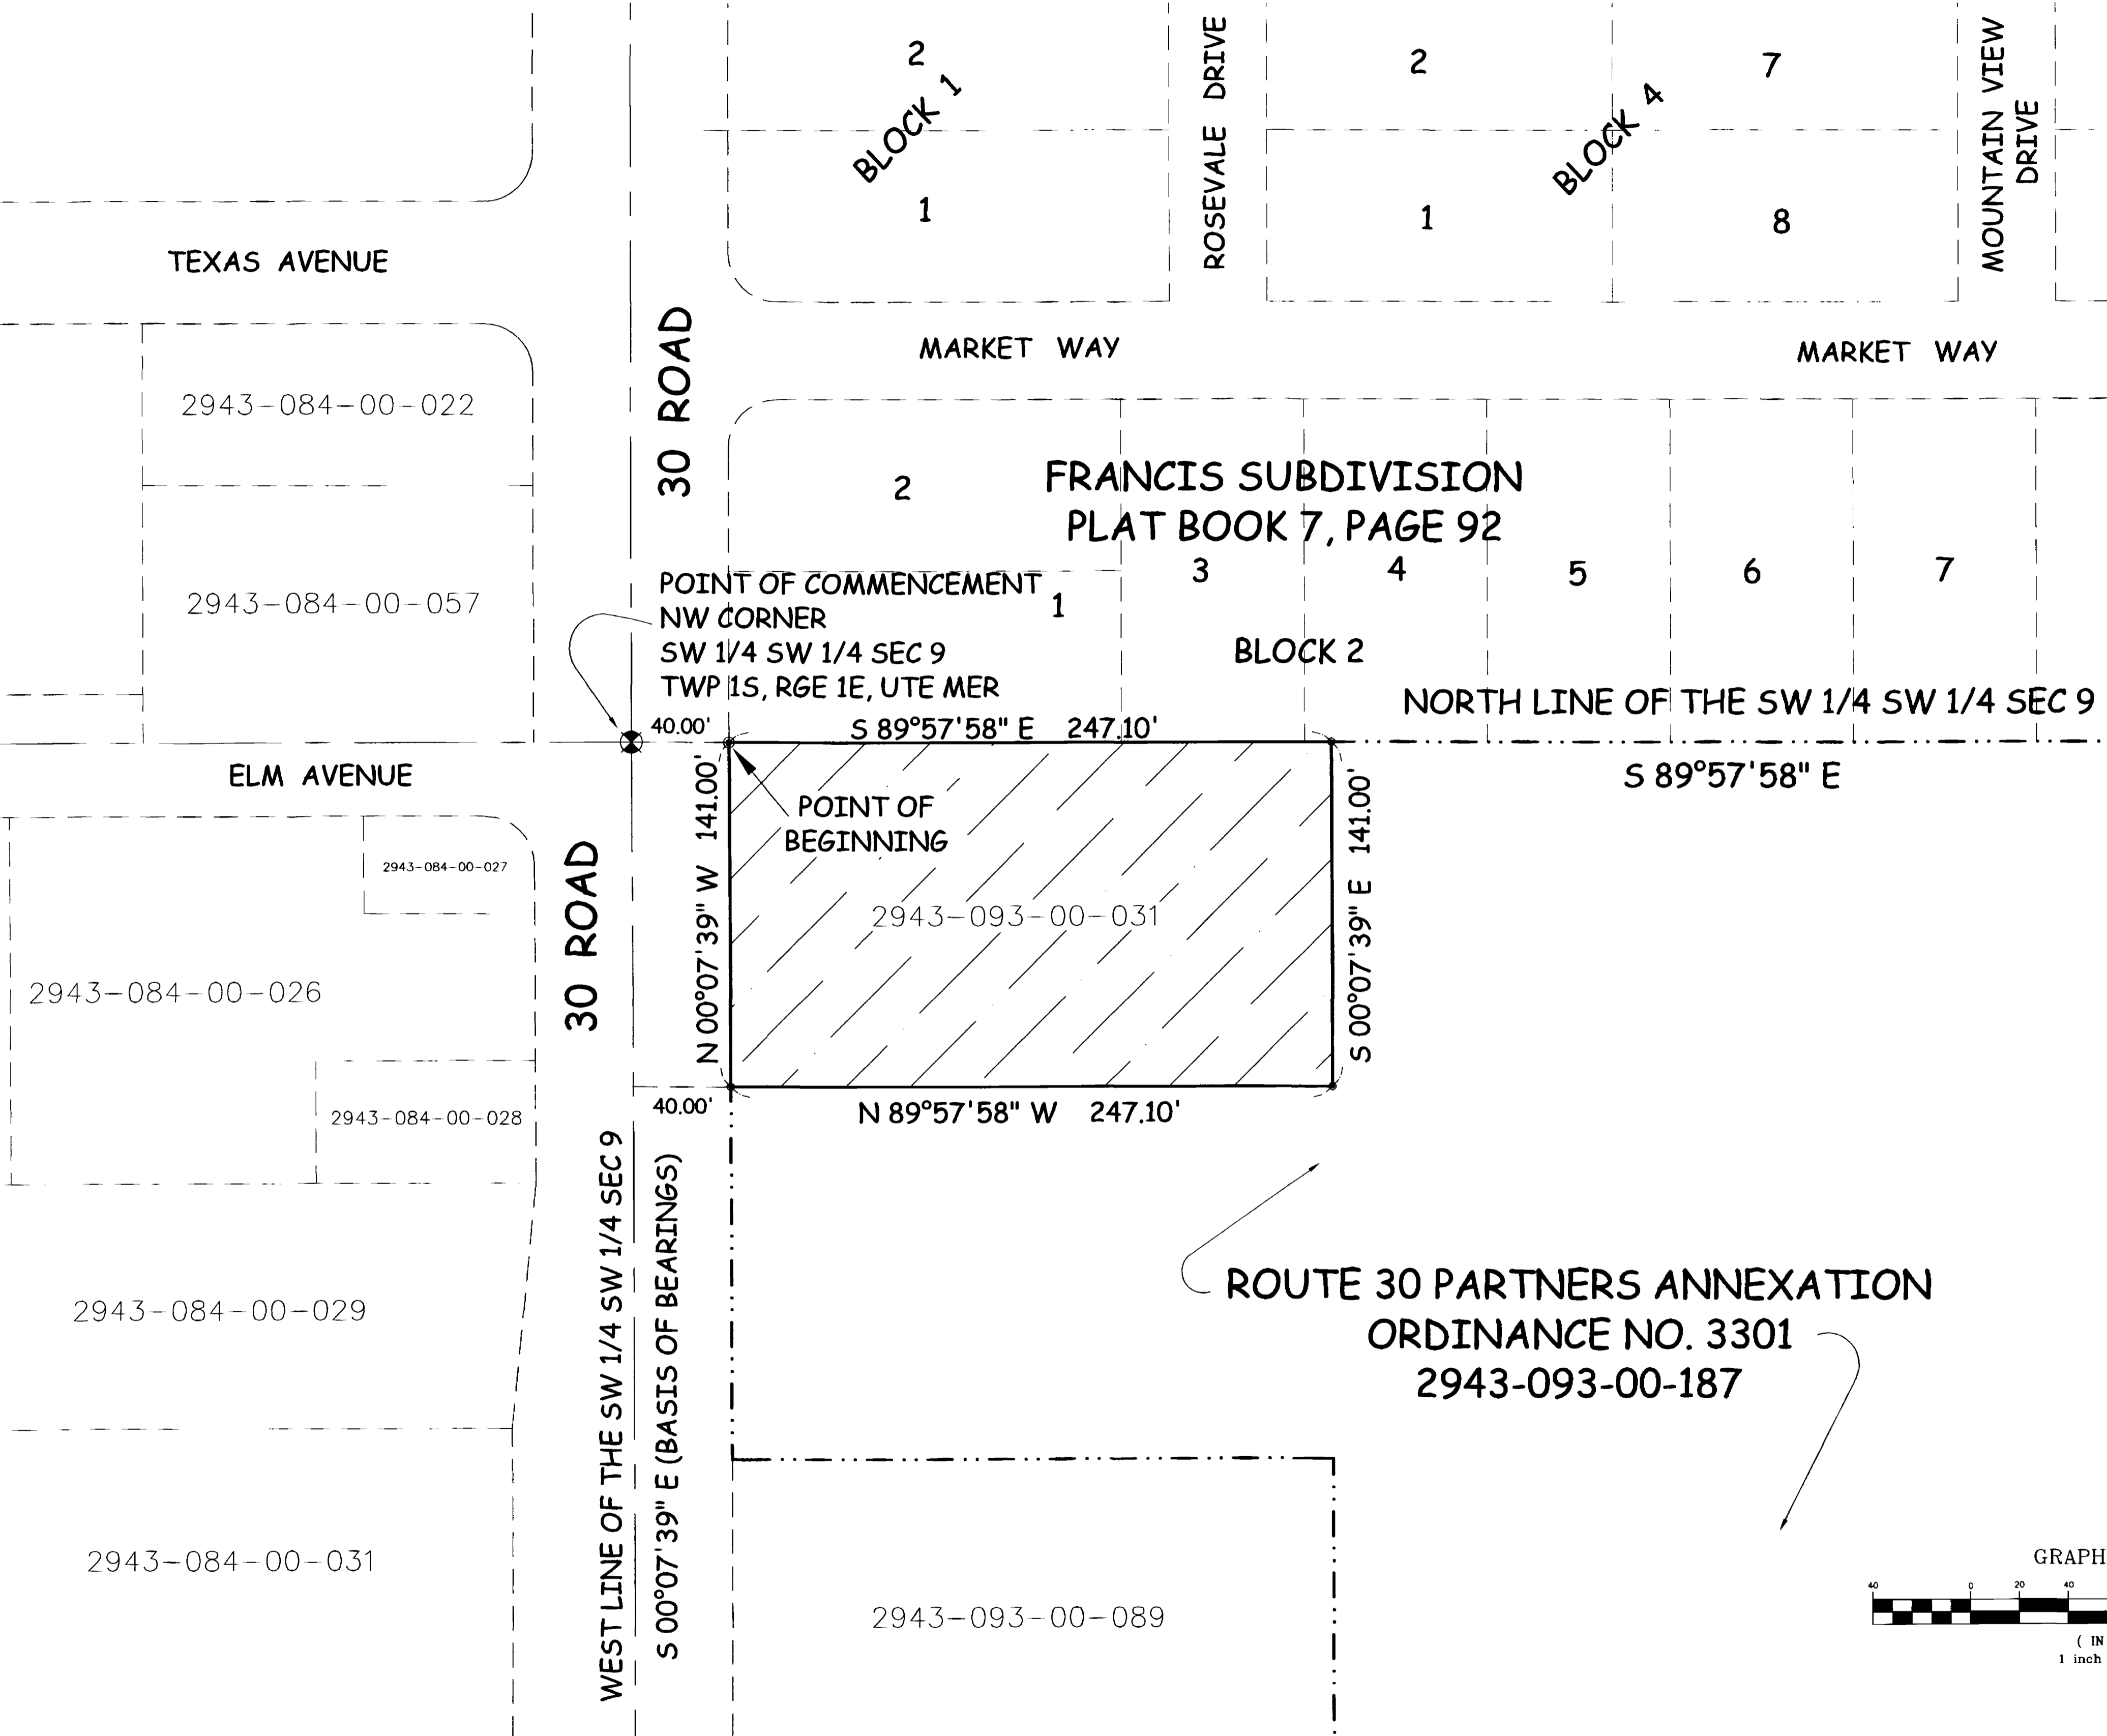 2
BLOCK 1
1
ROSEVALE DRIVE
2
7
BLOCK 4
1
8
MOUNTAIN VIEW
DRIVE
TEXAS AVENUE
30 ROAD
MARKET WAY
MARKET WAY
2943-084-00-022
2943-084-00-057
2
FRANCIS SUBDIVISION
PLAT BOOK 7, PAGE 92
3
4
5
6
7
1
BLOCK 2
POINT OF COMMENCEMENT
NW CORNER
SW 1/4 SW 1/4 SEC 9
TWP 1S, RGE 1E, UTE MER
NORTH LINE OF THE SW 1/4 SW 1/4 SEC 9
S 89°57'58" E
40.00'
S 89°57'58" E 247.10'
ELM AVENUE
POINT OF
BEGINNING
N 00°07'39" W 141.00'
S 00°07'39" E 141.00'
2943-093-00-031
2943-084-00-027
30 ROAD
2943-084-00-026
2943-084-00-028
40.00'
N 89°57'58" W 247.10'
WEST LINE OF THE SW 1/4 SW 1/4 SEC 9
S 00°07'39" E (BASIS OF BEARINGS)
ROUTE 30 PARTNERS ANNEXATION
ORDINANCE NO. 3301
2943-093-00-187
2943-084-00-029
2943-084-00-031
2943-093-00-089
GRAPH
40 0 20 40
( IN
1 inch